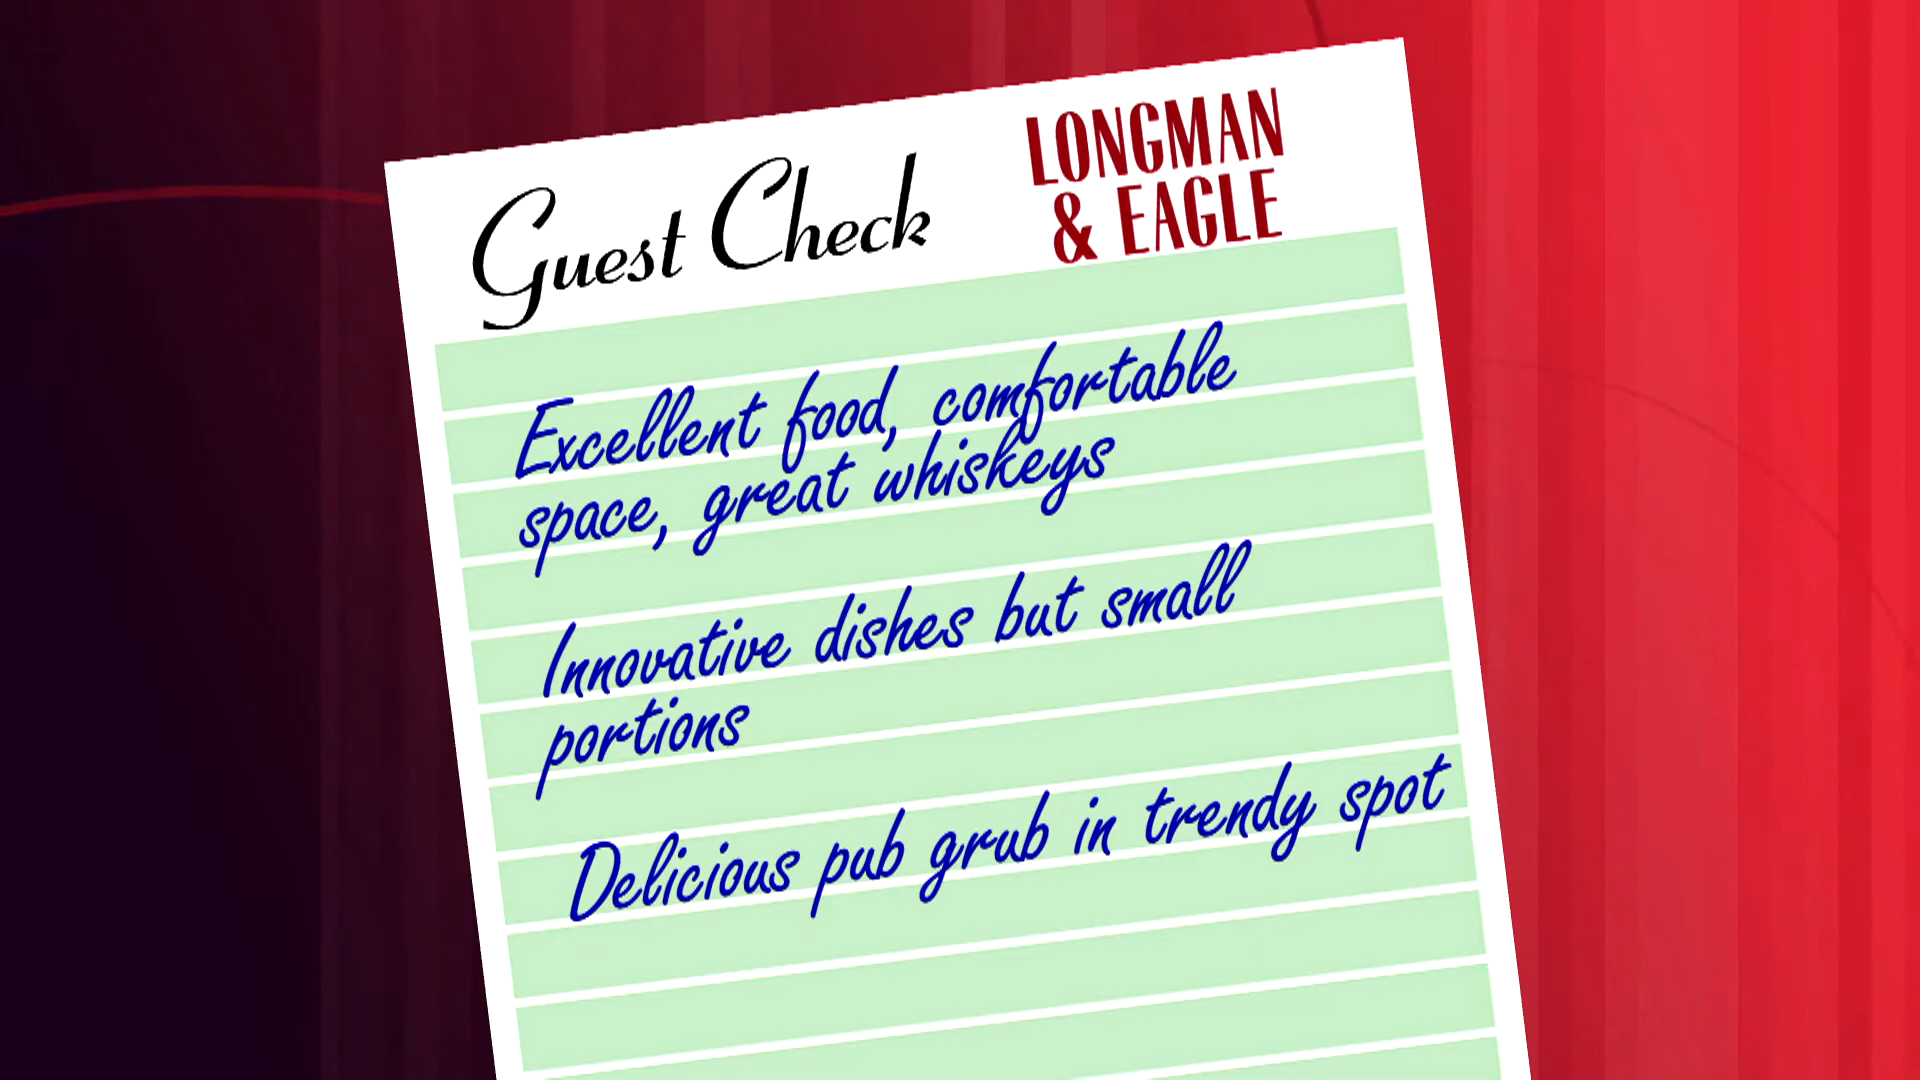 Guest Check
LONGMAN
& EAGLE
Excellent food, comfortable
space, great whiskeys
Innovative dishes but small
portions
Delicious pub grub in trendy spot